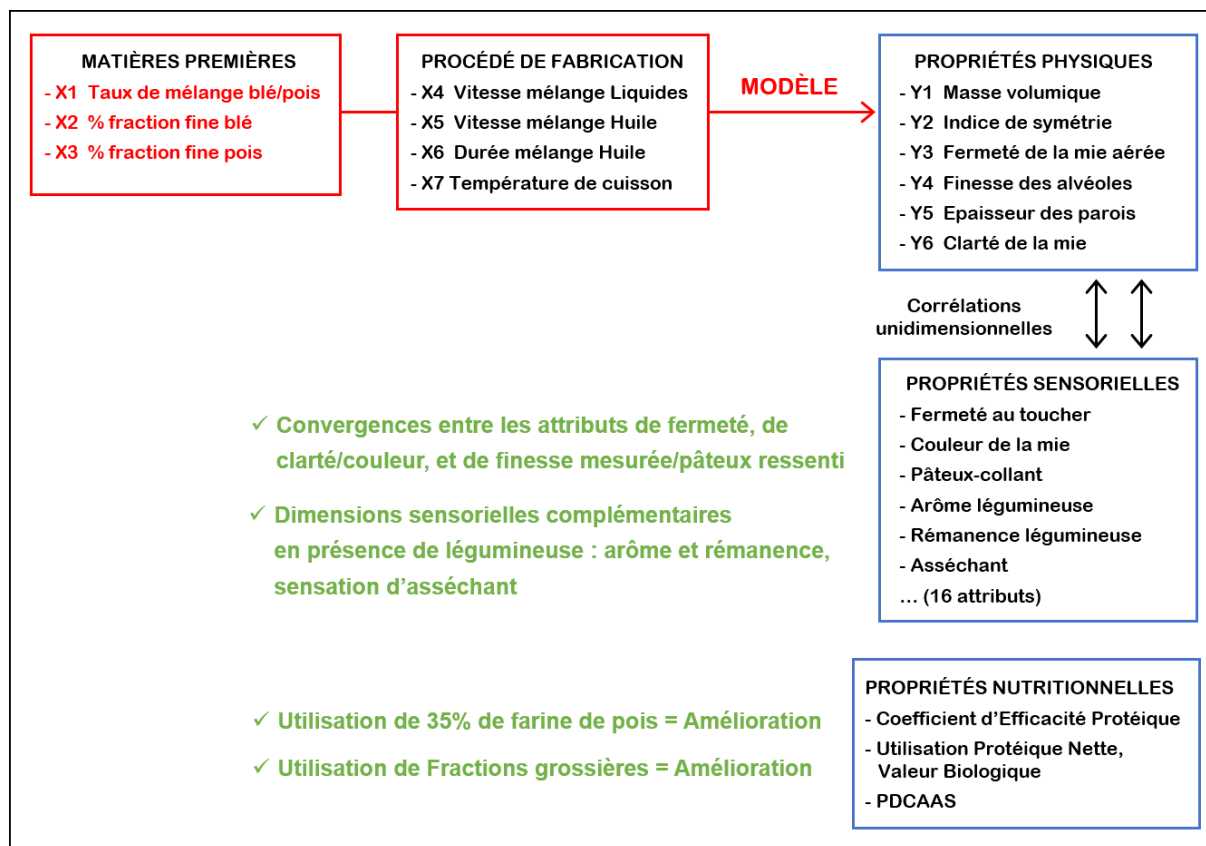 MATIÈRES PREMIÈRES
- X1 Taux de mélange blé/pois
- X2 % fraction fine blé
- X3 % fraction fine pois
PROCÉDÉ DE FABRICATION
- X4 Vitesse mélange Liquides
- X5 Vitesse mélange Huile
- X6 Durée mélange Huile
- X7 Température de cuisson
MODÈLE
PROPRIÉTÉS PHYSIQUES
- Y1 Masse volumique
- Y2 Indice de symétrie
- Y3 Fermeté de la mie aérée
- Y4 Finesse des alvéoles
- Y5 Epaisseur des parois
- Y6 Clarté de la mie
Corrélations
unidimensionnelles
PROPRIÉTÉS SENSORIELLES
- Fermeté au toucher
- Couleur de la mie
- Pâteux-collant
- Arôme légumineuse
- Rémanence légumineuse
- Asséchant
... (16 attributs)
✓ Convergences entre les attributs de fermeté, de
clarté/couleur, et de finesse mesurée/pâteux ressenti
✓ Dimensions sensorielles complémentaires
en présence de légumineuse : arôme et rémanence,
sensation d'asséchant
PROPRIÉTÉS NUTRITIONNELLES
- Coefficient d'Efficacité Protéique
- Utilisation Protéique Nette,
Valeur Biologique
- PDCAAS
✓ Utilisation de 35% de farine de pois = Amélioration
✓ Utilisation de Fractions grossières = Amélioration